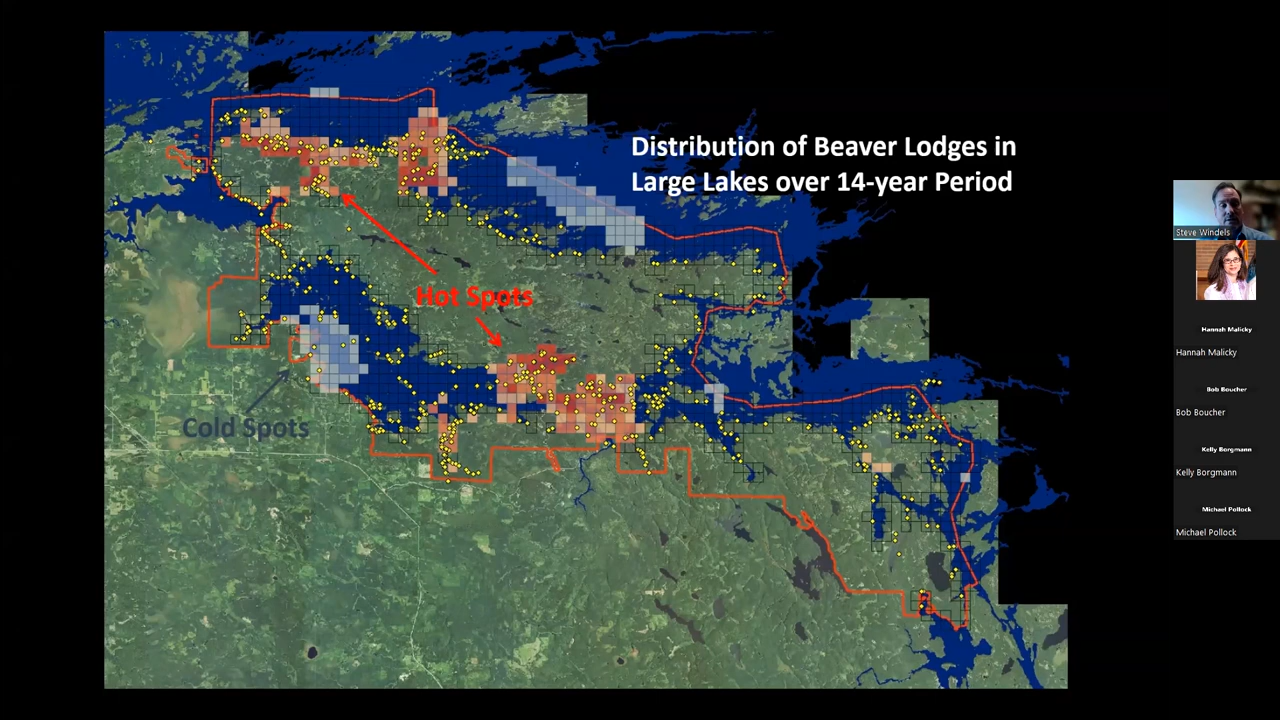 Distribution of Beaver Lodges in
Large Lakes over 14-year Period
Hot Spots
Cold Spots
Steve Windels
Hannah Malicky
Hannah Malicky
Bob Boucher
Bob Boucher
Kelly Borgmann
Kelly Borgmann
Michael Pollock
Michael Pollock